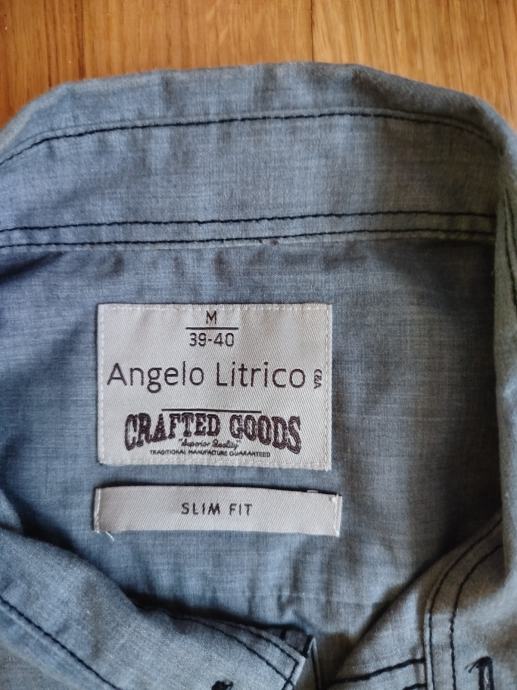 M
39-40
Angelo Litrico C&A
CRAFTED GOODS
Superior Quality
TRADITIONAL MANUFACTURE GUARANTEED
SLIM FIT